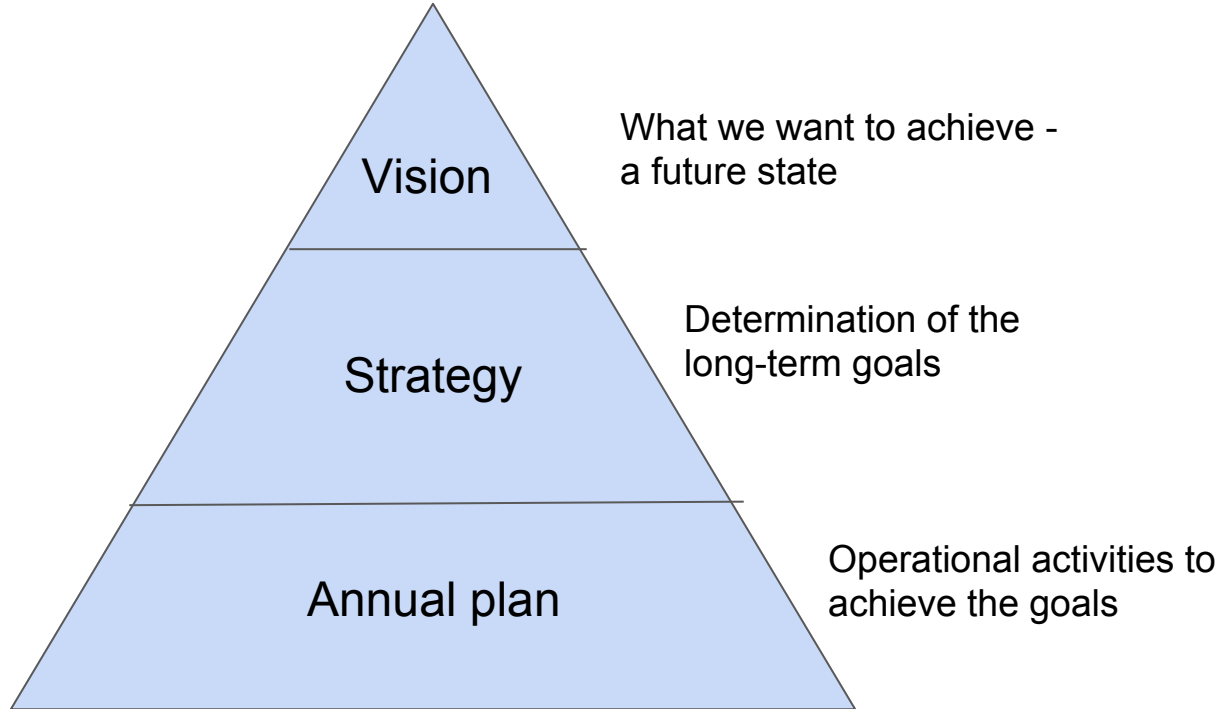 Vision
What we want to achieve -
a future state
Strategy
Determination of the
long-term goals
Annual plan
Operational activities to
achieve the goals